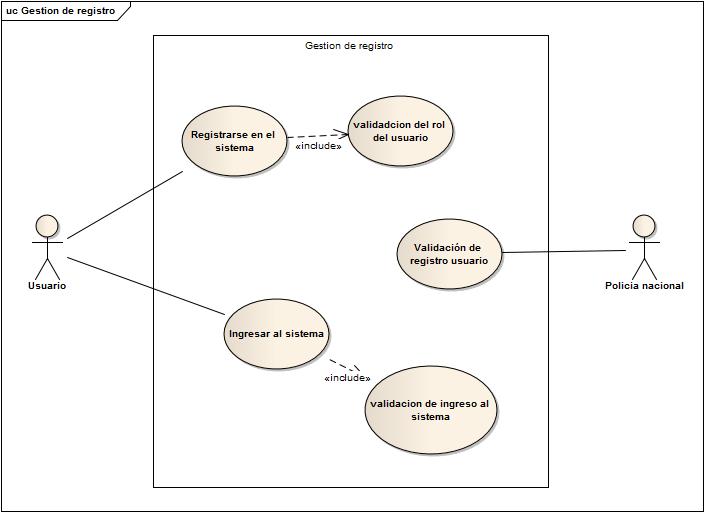 uc Gestion de registro
Gestion de registro
Registrarse en el
sistema
«include»
validadcion del rol
del usuario
Validación de
registro usuario
Usuario
Policia nacional
Ingresar al sistema
«include»
validacion de ingreso al
sistema